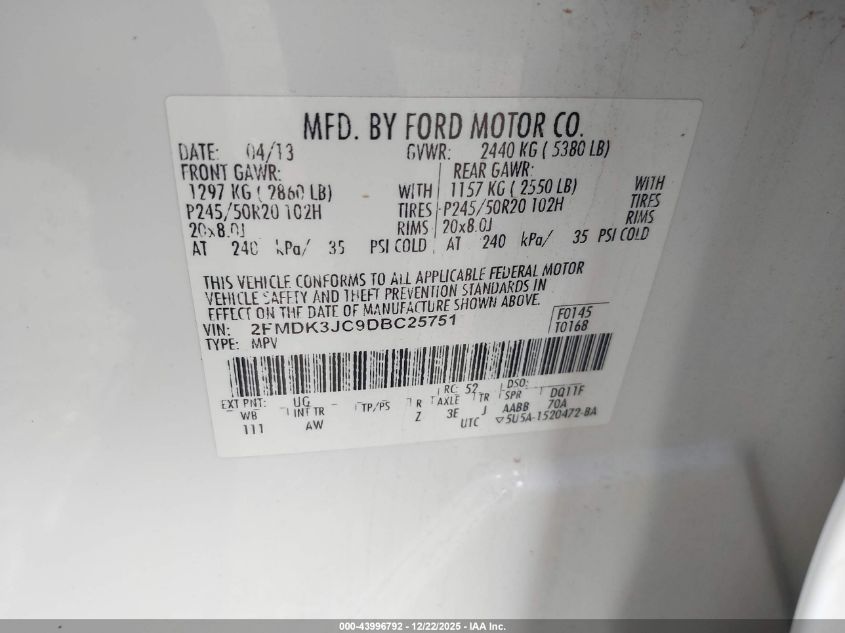 MFD. BY FORD MOTOR CO.
DATE: 04/13 GVWR: 2440 KG ( 5380 LB)
FRONT GAWR: REAR GAWR:
1297 KG ( 2860 LB) WITH 1157 KG ( 2550 LB) WITH
P245/50R20 102H TIRES P245/50R20 102H TIRES
20x8.0J RIMS 20x8.0J RIMS
AT 240 kPa/ 35 PSI COLD AT 240 kPa/ 35 PSI COLD
THIS VEHICLE CONFORMS TO ALL APPLICABLE FEDERAL MOTOR
VEHICLE SAFETY AND THEFT PREVENTION STANDARDS IN
EFFECT ON THE DATE OF MANUFACTURE SHOWN ABOVE.
VIN: 2FMDK3JC9DBC25751 F0145
TYPE: MPV T0168
EXT PNT: UG RC: 52 DSO:
WB INT TR TP/PS R AXLE TR SPR DQ11F
111 AW Z 3E J AABB 70A
UTC ▽5U5A-1520472-BA
000-43996792 - 12/22/2025 - IAA Inc.